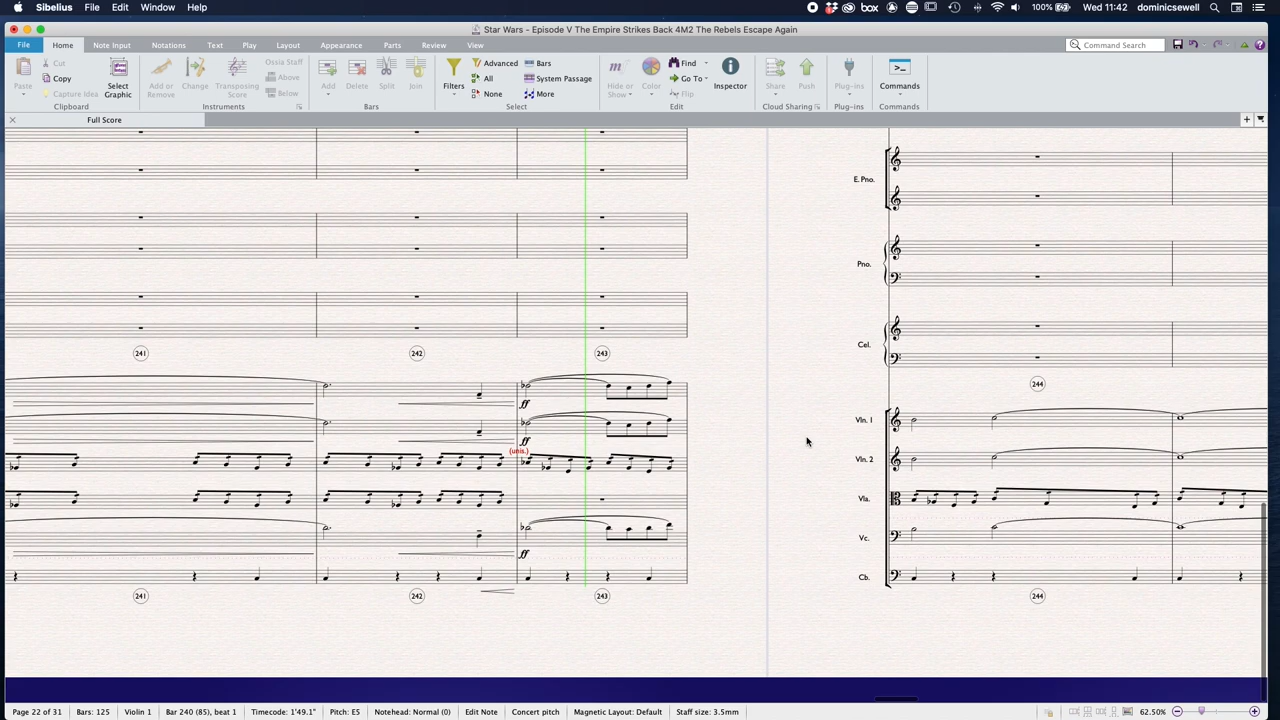 Sibelius File Edit Window Help box 100% Wed 11:42 dominicsewell
Star Wars - Episode V The Empire Strikes Back 4M2 The Rebels Escape Again
File Home Note Input Notations Text Play Layout Appearance Parts Review View Command Search
Paste Cut Copy Capture Idea Select Graphic
Add or Remove Change Transposing Score Ossia Staff Above Below
Add Delete Split Join
Filters Advanced All None Bars System Passage More
Hide or Show Color Find Go To Flip Inspector
Share Push Plug-ins Commands
Clipboard Instruments Bars Select Edit Cloud Sharing Plug-ins Commands
Full Score
E. Pno.
Pno.
Cel.
241 242 243
244
ff
Vln. 1
ff
(unis.)
Vln. 2
Vla.
Vc.
ff
Cb.
241 242 243 244
Page 22 of 31 Bars: 125 Violin 1 Bar 240 (85), beat 1 Timecode: 1'49.1" Pitch: E5 Notehead: Normal (0) Edit Note Concert pitch Magnetic Layout: Default Staff size: 3.5mm 62.50%